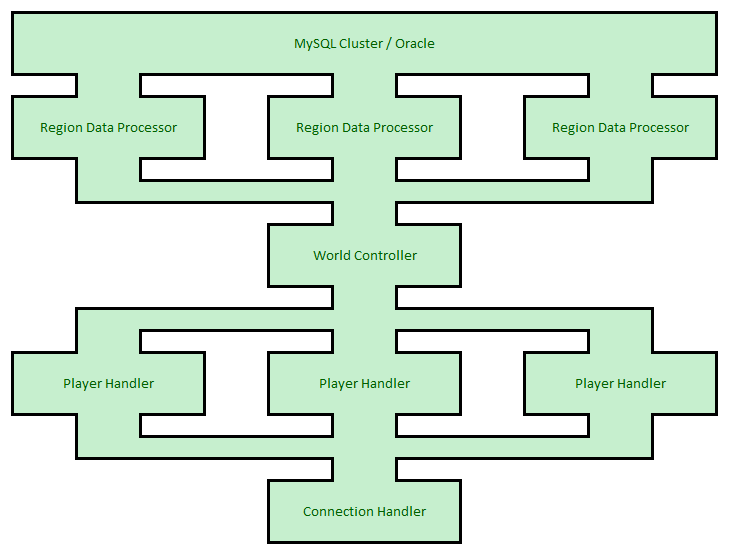 MySQL Cluster / Oracle
Region Data Processor
Region Data Processor
Region Data Processor
World Controller
Player Handler
Player Handler
Player Handler
Connection Handler